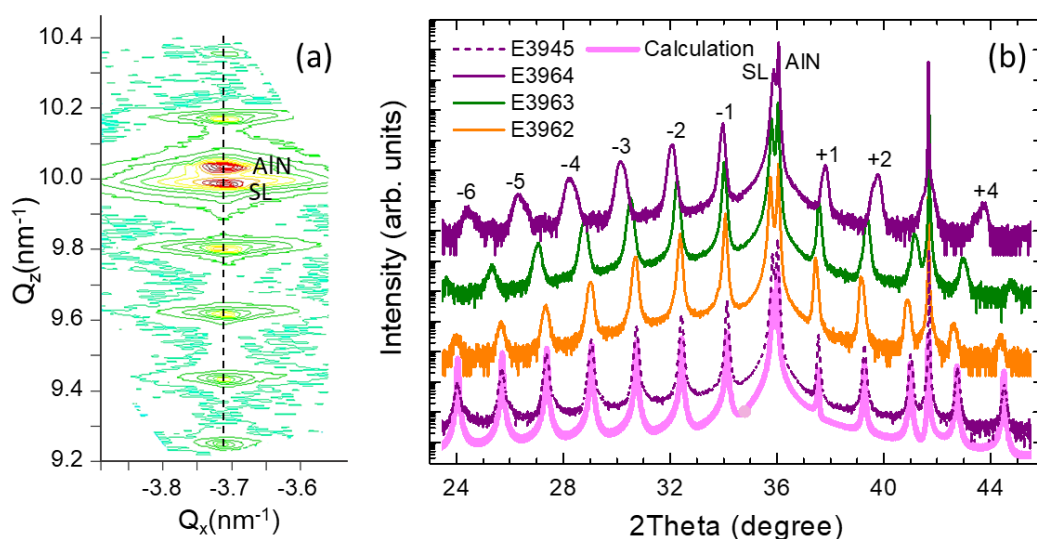 (a)
10.4
10.2
10.0
9.8
9.6
9.4
9.2
Qz(nm-1)
AlN
SL
-3.8
-3.7
-3.6
Qx(nm-1)
(b)
E3945
Calculation
E3964
E3963
E3962
SL
AlN
-6
-5
-4
-3
-2
-1
+1
+2
+4
Intensity (arb. units)
24 28 32 36 40 44
2Theta (degree)